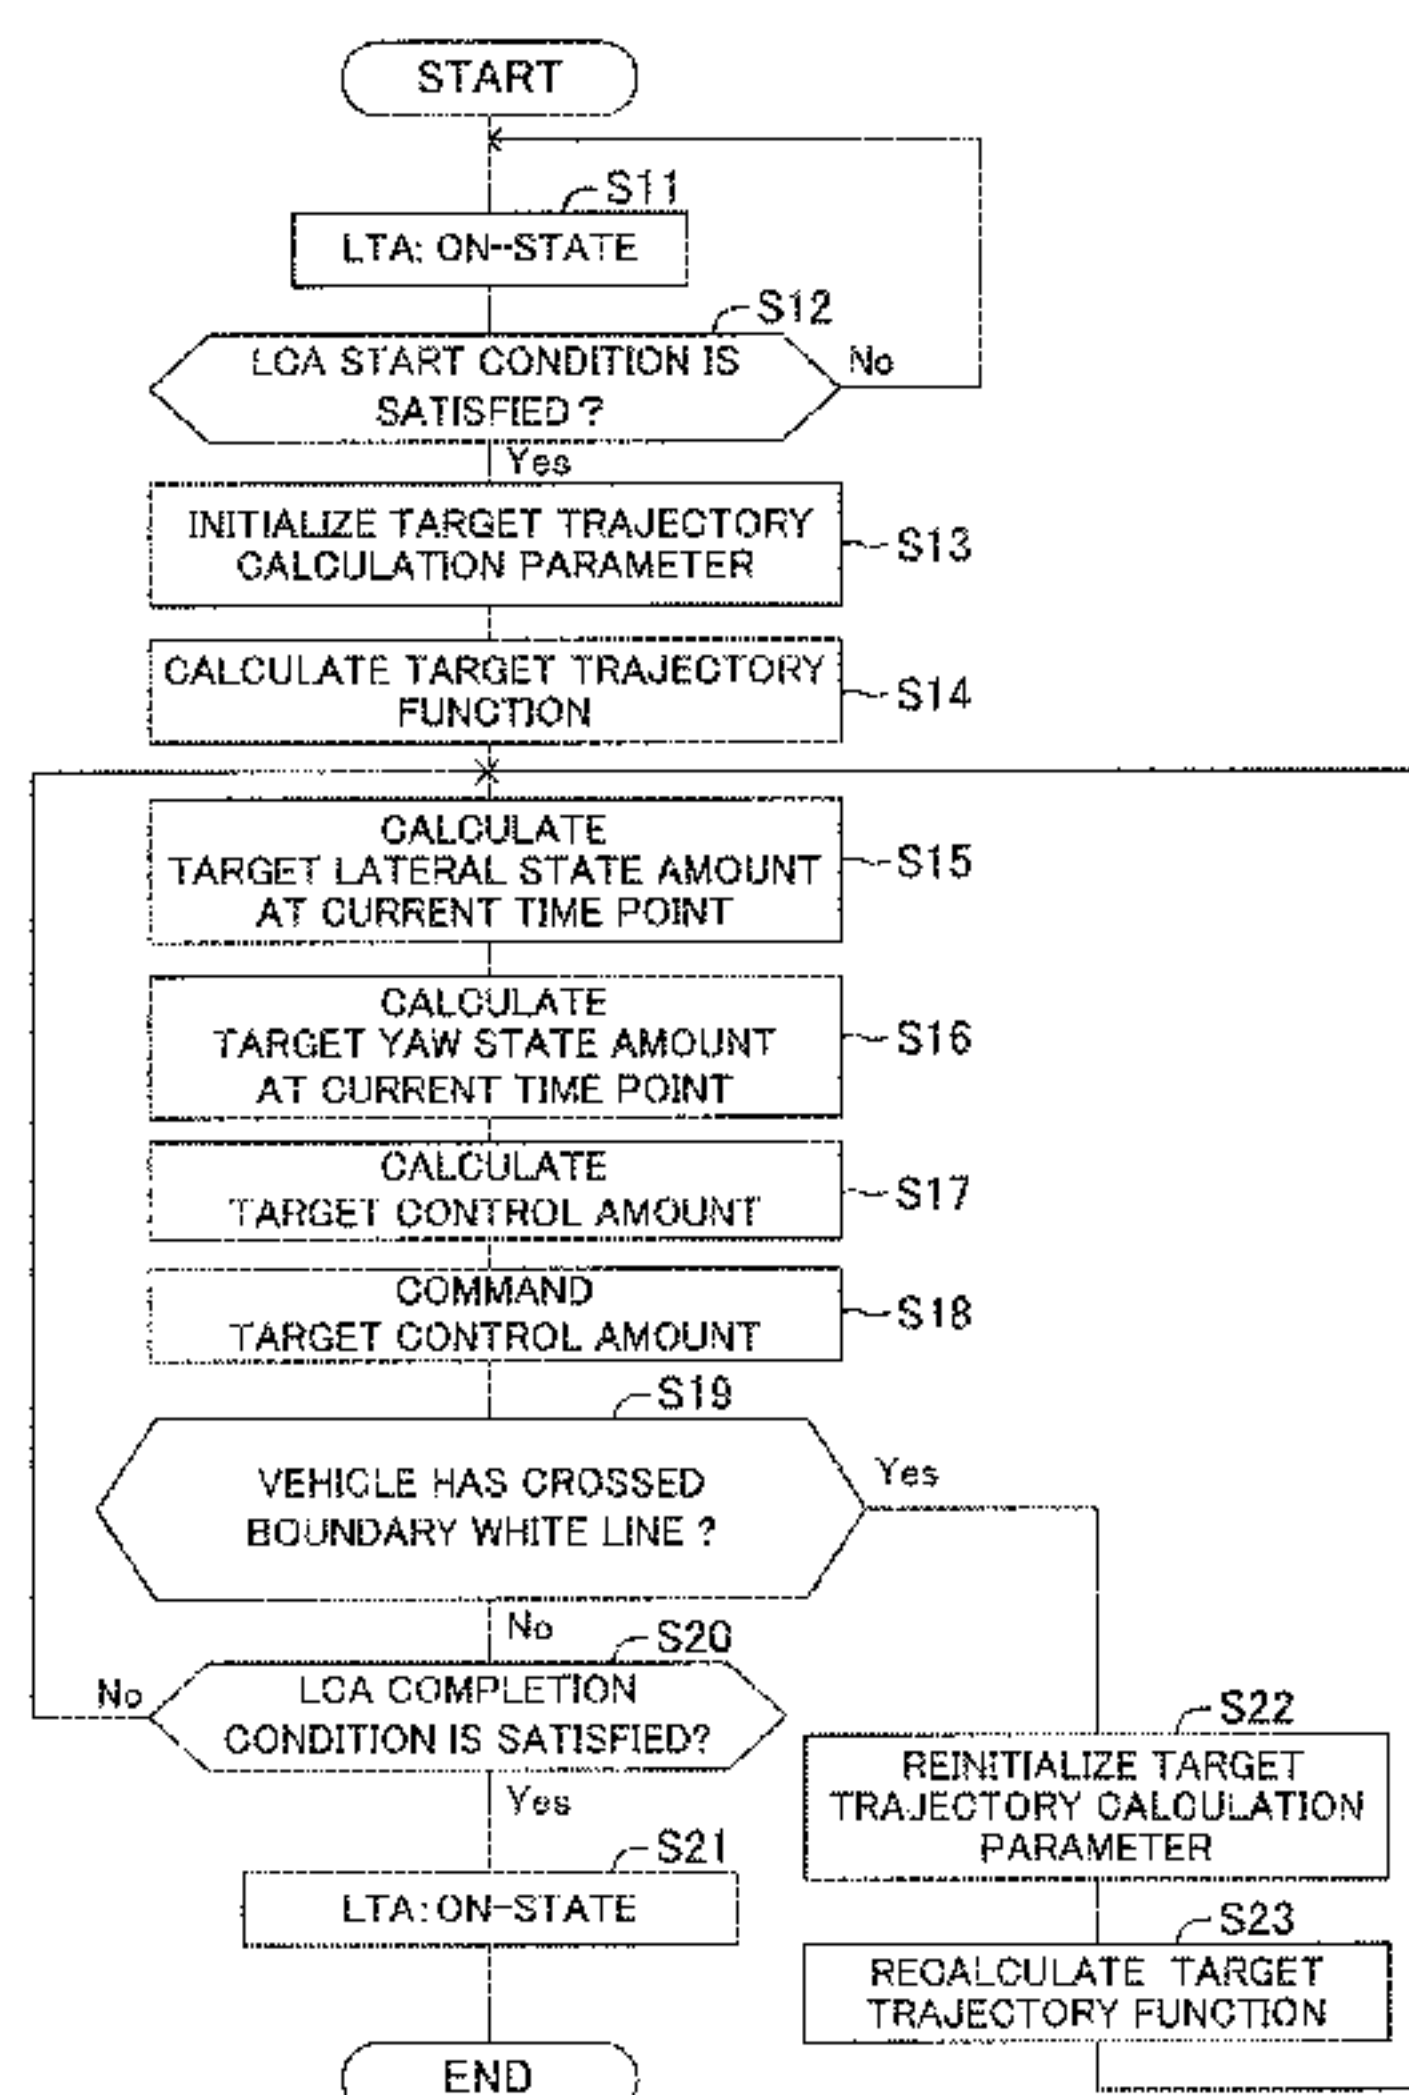 START
S11
LTA: ON-STATE
S12
LCA START CONDITION IS
SATISFIED?
No
Yes
INITIALIZE TARGET TRAJECTORY
CALCULATION PARAMETER
S13
CALCULATE TARGET TRAJECTORY
FUNCTION
S14
CALCULATE
TARGET LATERAL STATE AMOUNT
AT CURRENT TIME POINT
S15
CALCULATE
TARGET YAW STATE AMOUNT
AT CURRENT TIME POINT
S16
CALCULATE
TARGET CONTROL AMOUNT
S17
COMMAND
TARGET CONTROL AMOUNT
S18
S19
VEHICLE HAS CROSSED
BOUNDARY WHITE LINE?
Yes
No
S20
LCA COMPLETION
CONDITION IS SATISFIED?
No
Yes
S21
LTA: ON-STATE
END
S22
REINITIALIZE TARGET
TRAJECTORY CALCULATION
PARAMETER
S23
RECALCULATE TARGET
TRAJECTORY FUNCTION